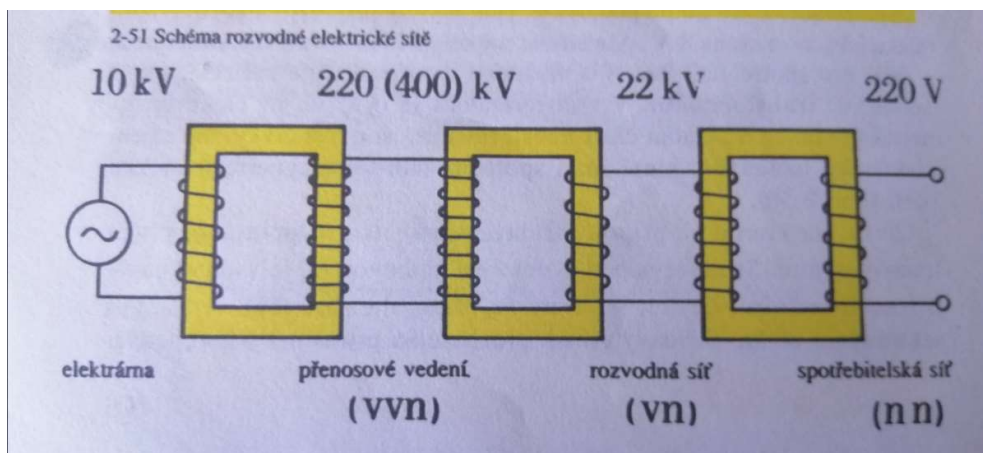 2-51 Schéma rozvodné elektrické sítě
10 kV 220 (400) kV 22 kV 220 V
elektrárna přenosové vedení rozvodná síť spotřebitelská síť
(vvn) (vn) (nn)